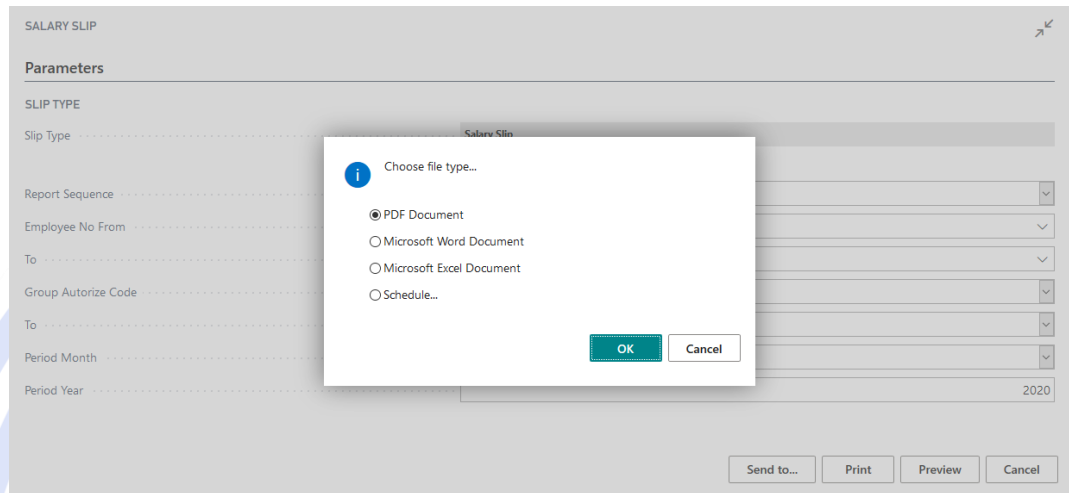 SALARY SLIP
Parameters
SLIP TYPE
Slip Type Salary Slip
Choose file type...
Report Sequence
PDF Document
Employee No From
Microsoft Word Document
To
Microsoft Excel Document
Group Autorize Code
Schedule...
To
OK Cancel
Period Month
Period Year 2020
Send to... Print Preview Cancel